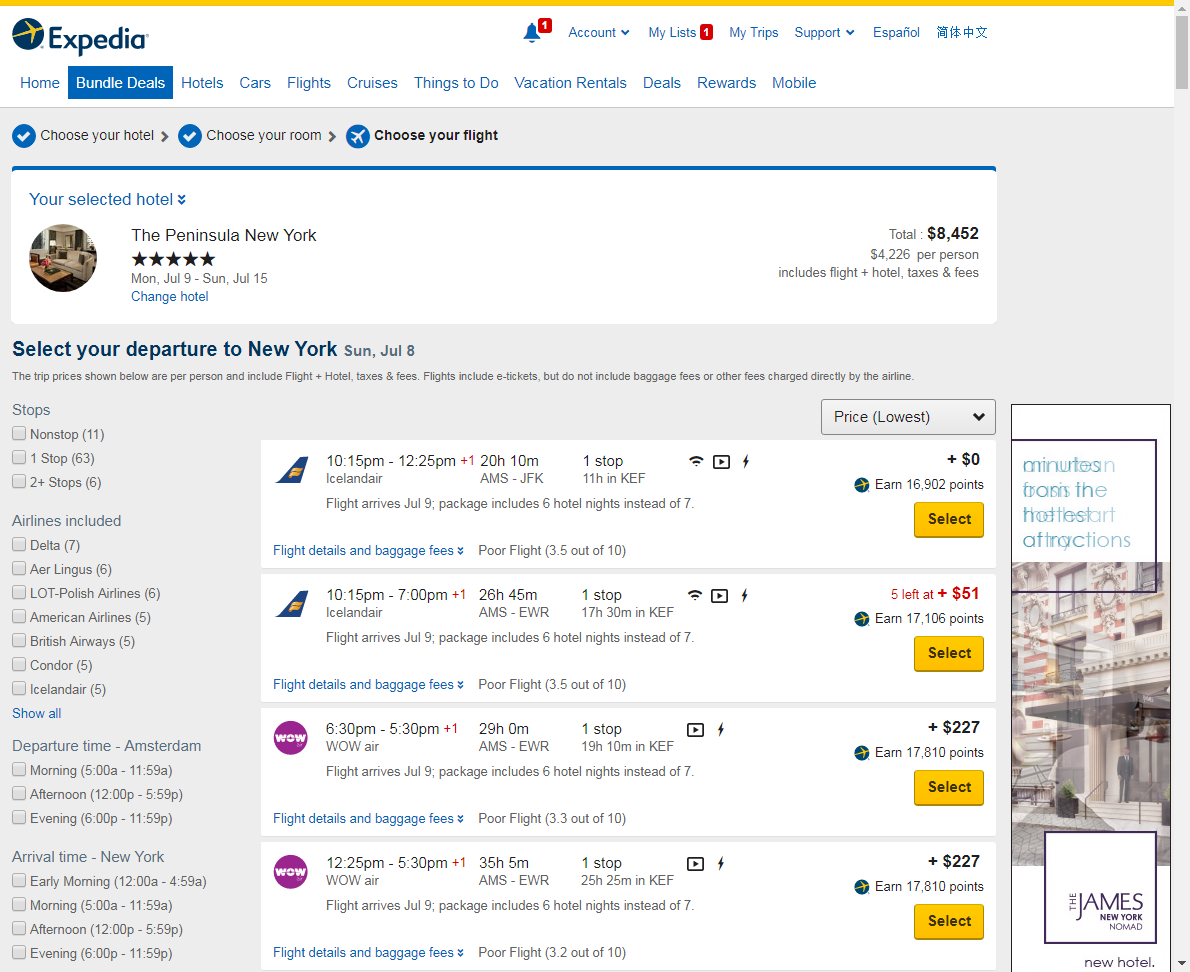 Expedia
1
Account
My Lists 1
My Trips
Support
Español
简体中文
Home
Bundle Deals
Hotels
Cars
Flights
Cruises
Things to Do
Vacation Rentals
Deals
Rewards
Mobile
Choose your hotel
Choose your room
Choose your flight
Your selected hotel
The Peninsula New York
Mon, Jul 9 - Sun, Jul 15
Change hotel
Total : $8,452
$4,226 per person
includes flight + hotel, taxes & fees
Select your departure to New York Sun, Jul 8
The trip prices shown below are per person and include Flight + Hotel, taxes & fees. Flights include e-tickets, but do not include baggage fees or other fees charged directly by the airline.
Stops
Nonstop (11)
1 Stop (63)
2+ Stops (6)
Airlines included
Delta (7)
Aer Lingus (6)
LOT-Polish Airlines (6)
American Airlines (5)
British Airways (5)
Condor (5)
Icelandair (5)
Show all
Departure time - Amsterdam
Morning (5:00a - 11:59a)
Afternoon (12:00p - 5:59p)
Evening (6:00p - 11:59p)
Arrival time - New York
Early Morning (12:00a - 4:59a)
Morning (5:00a - 11:59a)
Afternoon (12:00p - 5:59p)
Evening (6:00p - 11:59p)
Price (Lowest)
10:15pm - 12:25pm +1 20h 10m 1 stop + $0
Icelandair AMS - JFK 11h in KEF
Earn 16,902 points
Flight arrives Jul 9; package includes 6 hotel nights instead of 7.
Select
Flight details and baggage fees Poor Flight (3.5 out of 10)
10:15pm - 7:00pm +1 26h 45m 1 stop 5 left at + $51
Icelandair AMS - EWR 17h 30m in KEF
Earn 17,106 points
Flight arrives Jul 9; package includes 6 hotel nights instead of 7.
Select
Flight details and baggage fees Poor Flight (3.5 out of 10)
WOW
6:30pm - 5:30pm +1 29h 0m 1 stop + $227
WOW air AMS - EWR 19h 10m in KEF
Earn 17,810 points
Flight arrives Jul 9; package includes 6 hotel nights instead of 7.
Select
Flight details and baggage fees Poor Flight (3.3 out of 10)
WOW
12:25pm - 5:30pm +1 35h 5m 1 stop + $227
WOW air AMS - EWR 25h 25m in KEF
Earn 17,810 points
Flight arrives Jul 9; package includes 6 hotel nights instead of 7.
Select
Flight details and baggage fees Poor Flight (3.2 out of 10)
minutes
from the
hottest
attractions
THE JAMES
NEW YORK
NOMAD
new hotel.